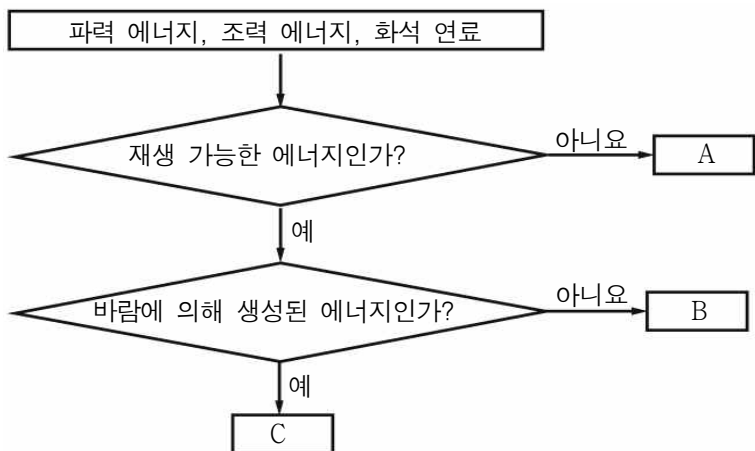 파력 에너지, 조력 에너지, 화석 연료
재생 가능한 에너지인가?
아니요
A
예
바람에 의해 생성된 에너지인가?
아니요
B
예
C